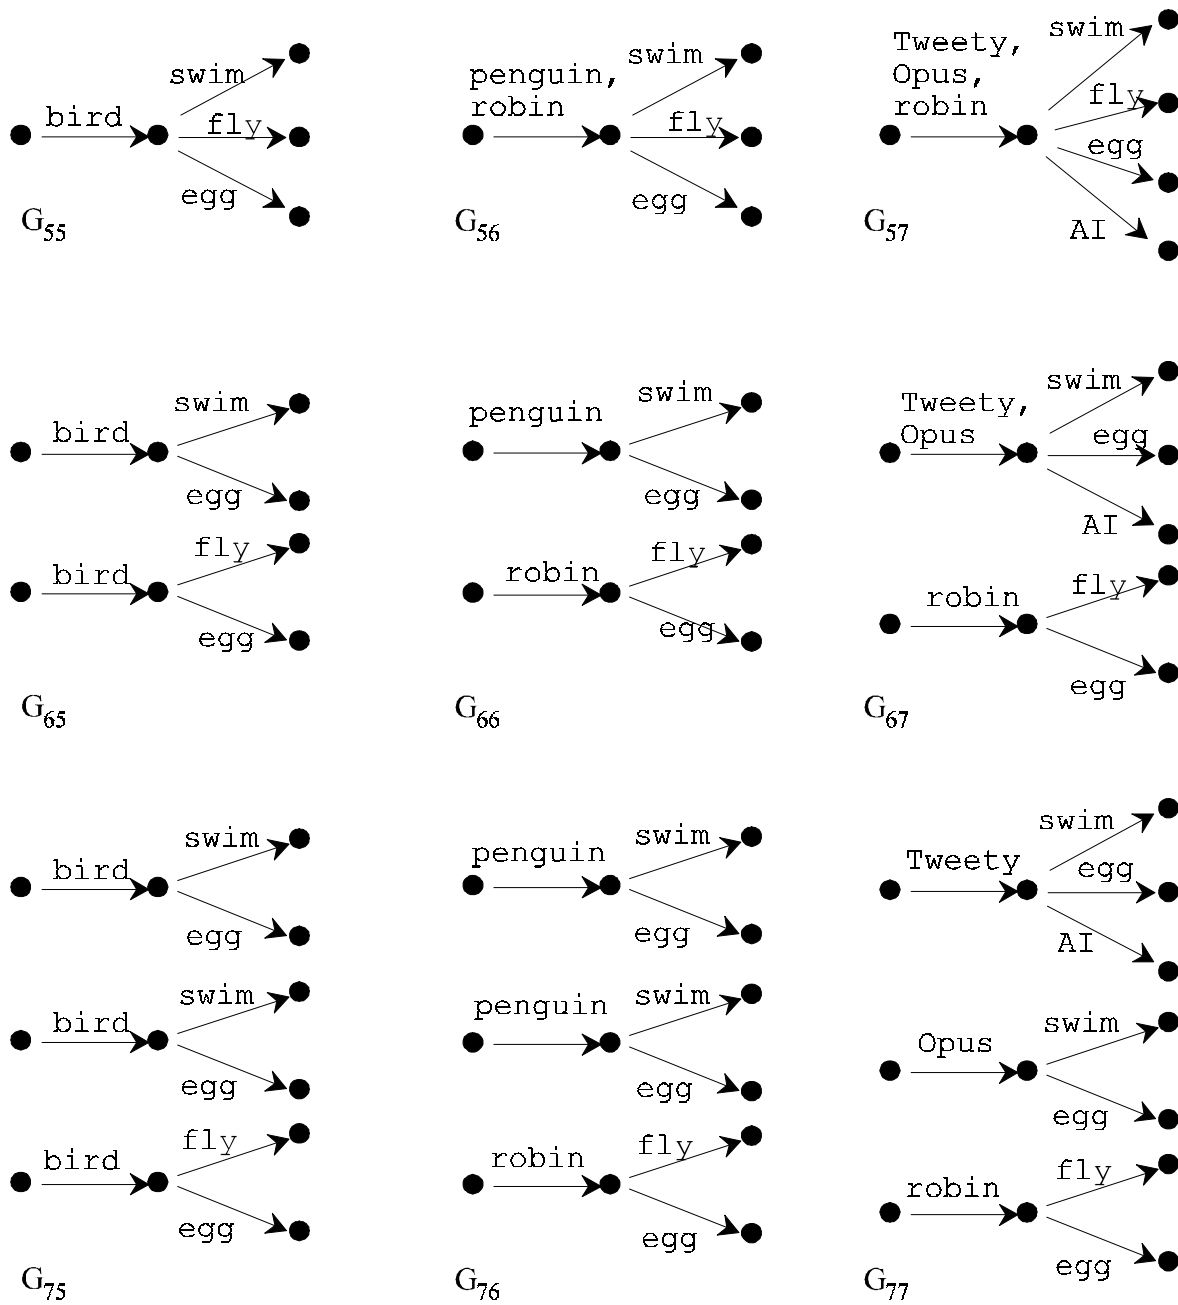 swim
bird
fly
egg
G55
penguin,
robin
swim
fly
egg
G56
Tweety,
Opus,
robin
swim
fly
egg
AI
G57
bird
swim
egg
bird
fly
egg
G65
penguin
swim
egg
robin
fly
egg
G66
Tweety,
Opus
swim
egg
AI
robin
fly
egg
G67
bird
swim
egg
bird
swim
egg
bird
fly
egg
G75
penguin
swim
egg
penguin
swim
egg
robin
fly
egg
G76
Tweety
swim
egg
AI
Opus
swim
egg
robin
fly
egg
G77